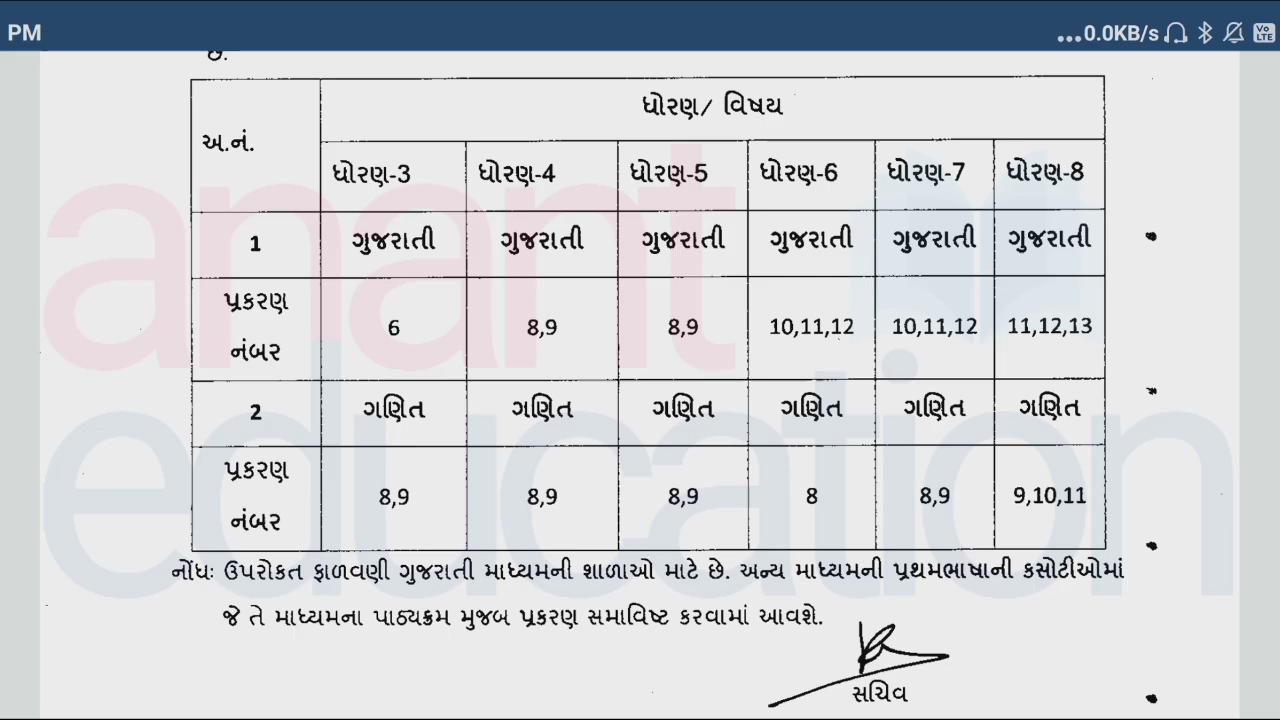 PM
...0.0KB/s
Vo LTE
છે.
ધોરણ/ વિષય
અ.નં.
ધોરણ-3 ધોરણ-4 ધોરણ-5 ધોરણ-6 ધોરણ-7 ધોરણ-8
1 ગુજરાતી ગુજરાતી ગુજરાતી ગુજરાતી ગુજરાતી ગુજરાતી
પ્રકરણ
નંબર
6 8,9 8,9 10,11,12 10,11,12 11,12,13
2 ગણિત ગણિત ગણિત ગણિત ગણિત ગણિત
પ્રકરણ
નંબર
8,9 8,9 8,9 8 8,9 9,10,11
નોંધઃ ઉપરોકત ફાળવણી ગુજરાતી માધ્યમની શાળાઓ માટે છે. અન્ય માધ્યમની પ્રથમભાષાની કસોટીઓમાં
જે તે માધ્યમના પાઠ્યક્રમ મુજબ પ્રકરણ સમાવિષ્ટ કરવામાં આવશે.
સચિવ
anant
education